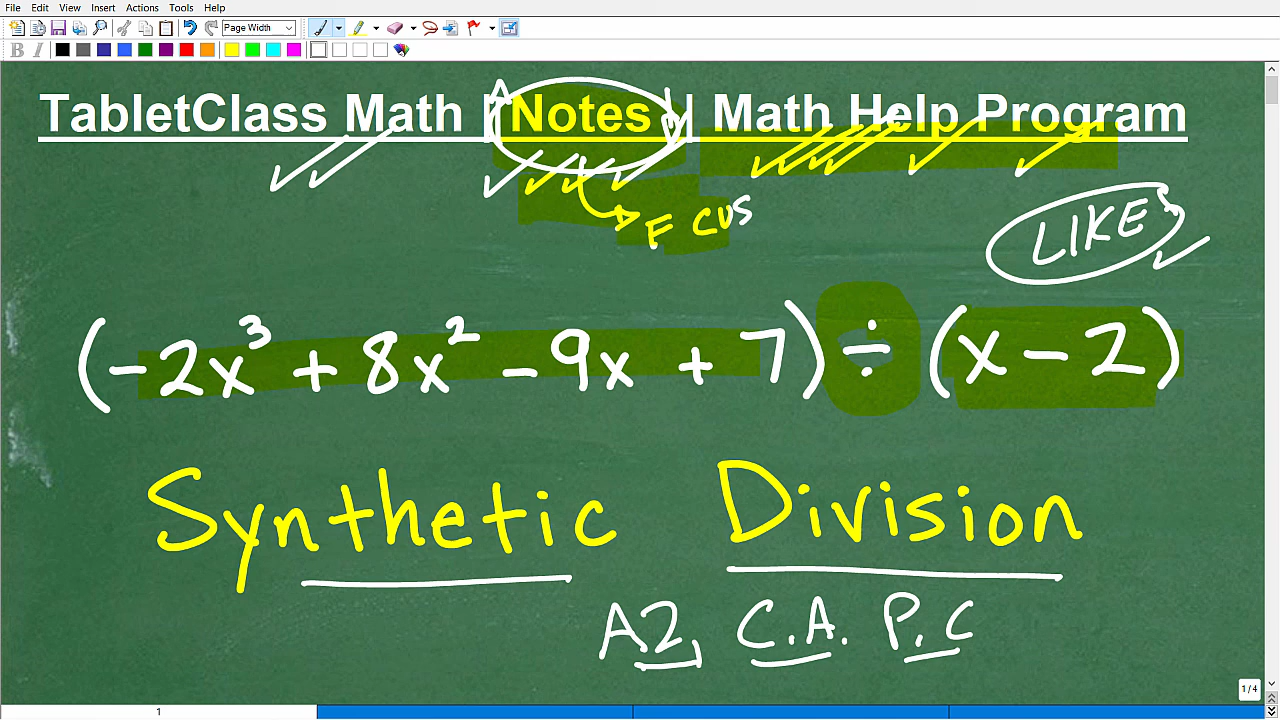 File Edit View Insert Actions Tools Help
Page Width
B I
TabletClass Math | Notes | Math Help Program
F CUS
LIKE
(-2x³ + 8x² - 9x + 7) ÷ (x - 2)
Synthetic Division
A2, C.A. P.C
1/4
1